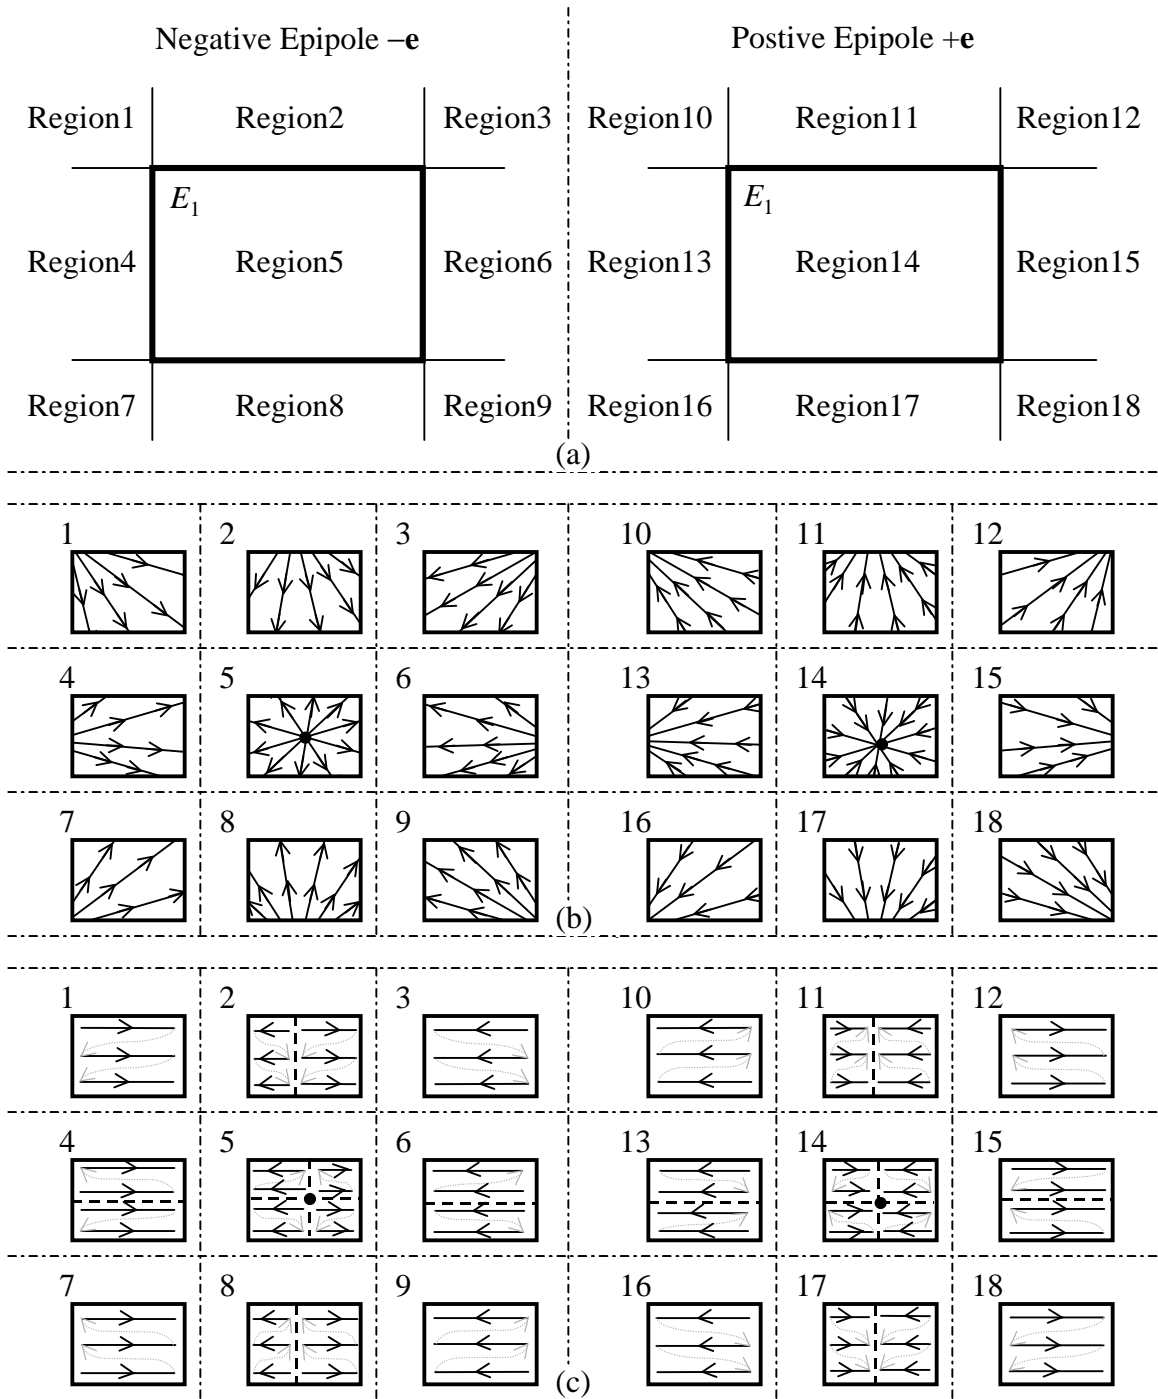 Negative Epipole –e
Postive Epipole +e
Region1 Region2 Region3 Region10 Region11 Region12
E1 E1
Region4 Region5 Region6 Region13 Region14 Region15
Region7 Region8 Region9 Region16 Region17 Region18
(a)
1 2 3 10 11 12
4 5 6 13 14 15
7 8 9 16 17 18
(b)
1 2 3 10 11 12
4 5 6 13 14 15
7 8 9 16 17 18
(c)